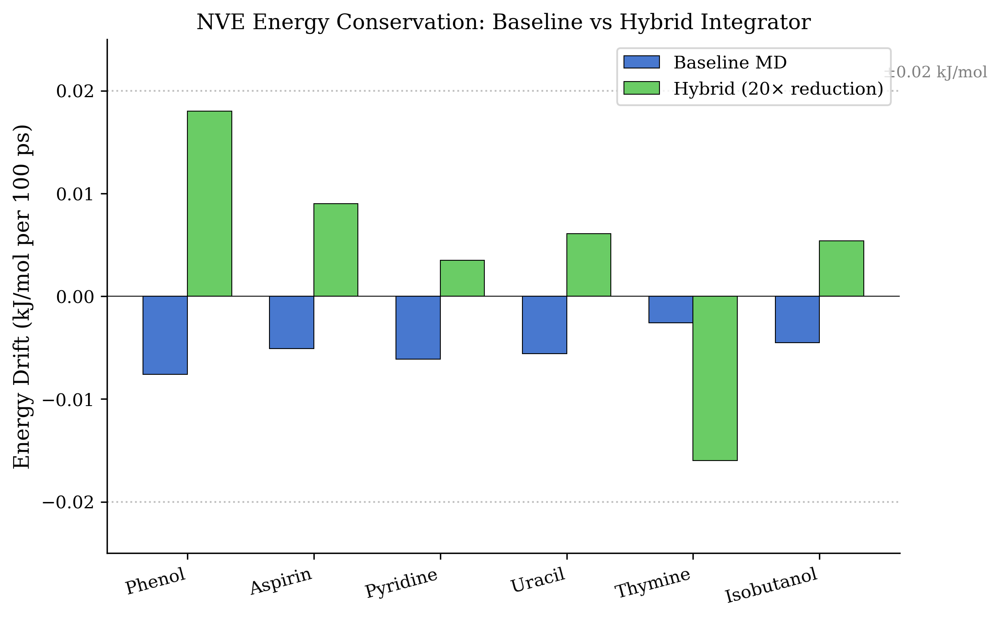 NVE Energy Conservation: Baseline vs Hybrid Integrator
Baseline MD
Hybrid (20× reduction)
±0.02 kJ/mol
Energy Drift (kJ/mol per 100 ps)
0.02
0.01
0.00
−0.01
−0.02
Phenol
Aspirin
Pyridine
Uracil
Thymine
Isobutanol